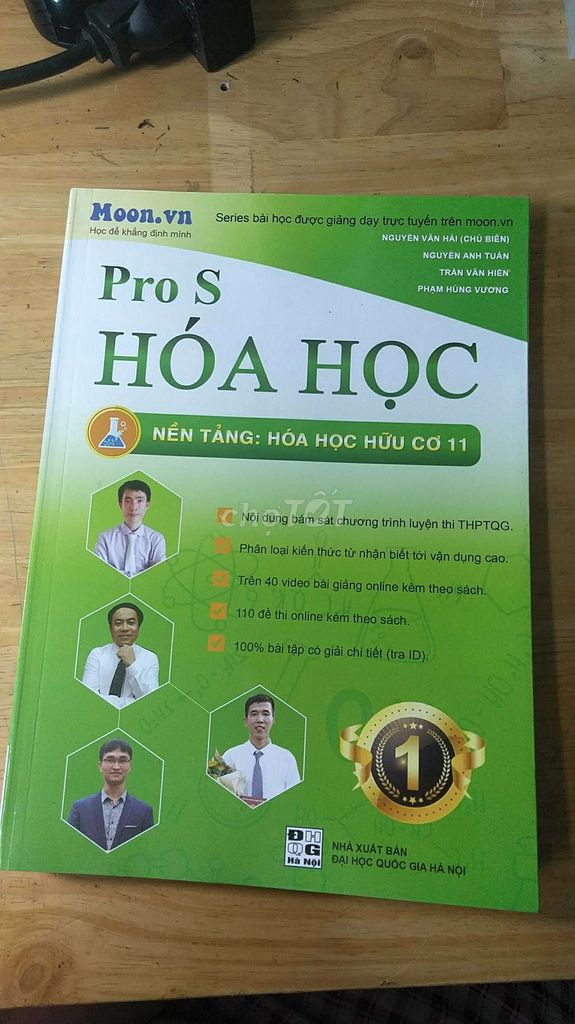 Moon.vn
Học để khẳng định mình
Series bài học được giảng dạy trực tuyến trên moon.vn
NGUYỄN VĂN HẢI (CHỦ BIÊN)
NGUYỄN ANH TUẤN
TRẦN VĂN HIỀN
PHẠM HÙNG VƯƠNG
Pro S
HÓA HỌC
NỀN TẢNG: HÓA HỌC HỮU CƠ 11
chợTỐT
Nội dung bám sát chương trình luyện thi THPTQG.
Phân loại kiến thức từ nhận biết tới vận dụng cao.
Trên 40 video bài giảng online kèm theo sách.
110 đề thi online kèm theo sách.
100% bài tập có giải chi tiết (tra ID).
1
ĐH
QG
Hà Nội
NHÀ XUẤT BẢN
ĐẠI HỌC QUỐC GIA HÀ NỘI